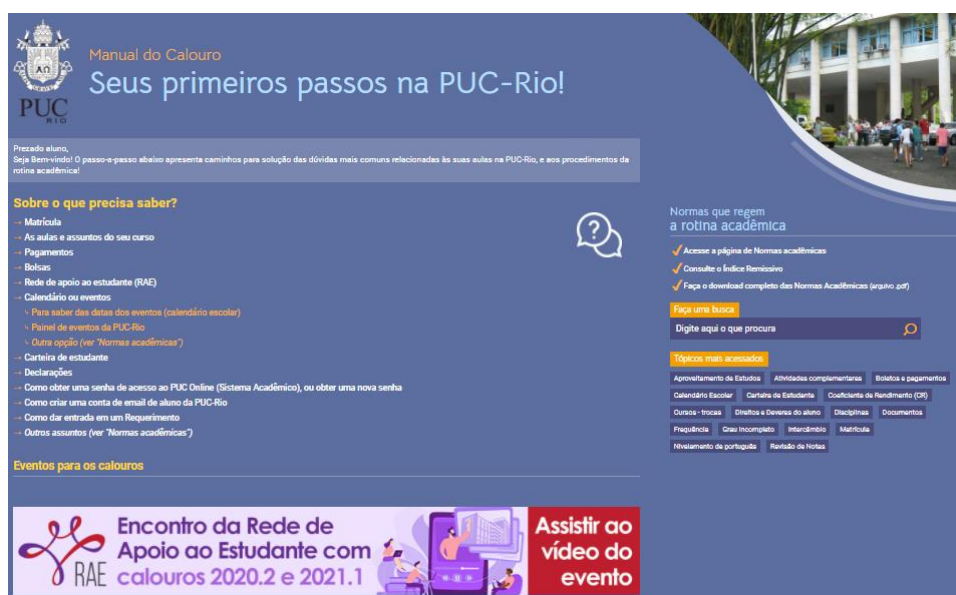 PUC
RIO
Manual do Calouro
Seus primeiros passos na PUC-Rio!
Prezado aluno,
Seja Bem-vindo! O passo-a-passo abaixo apresenta caminhos para solução das dúvidas mais comuns relacionadas às suas aulas na PUC-Rio, e aos procedimentos da
rotina acadêmica!
Sobre o que precisa saber?
→ Matrícula
→ As aulas e assuntos do seu curso
→ Pagamentos
→ Bolsas
→ Rede de apoio ao estudante (RAE)
→ Calendário ou eventos
↳ Para saber das datas dos eventos (calendário escolar)
↳ Painel de eventos da PUC-Rio
↳ Outra opção (ver "Normas acadêmicas")
→ Carteira de estudante
→ Declarações
→ Como obter uma senha de acesso ao PUC Online (Sistema Acadêmico), ou obter uma nova senha
→ Como criar uma conta de email de aluno da PUC-Rio
→ Como dar entrada em um Requerimento
→ Outros assuntos (ver "Normas acadêmicas")
Eventos para os calouros
RAE
Encontro da Rede de
Apoio ao Estudante com
calouros 2020.2 e 2021.1
Assistir ao
vídeo do
evento
Normas que regem
a rotina acadêmica
Acesse a página de Normas acadêmicas
Consulte o Índice Remissivo
Faça o download completo das Normas Acadêmicas (arquivo .pdf)
Faça uma busca
Digite aqui o que procura
Tópicos mais acessados
Aproveitamento de Estudos Atividades complementares Boletos e pagamentos
Calendário Escolar Carteira de Estudante Coeficiente de Rendimento (CR)
Cursos - trocas Direitos e Deveres do aluno Disciplinas Documentos
Frequência Grau Incompleto Intercâmbio Matrícula
Nivelamento de português Revisão de Notas